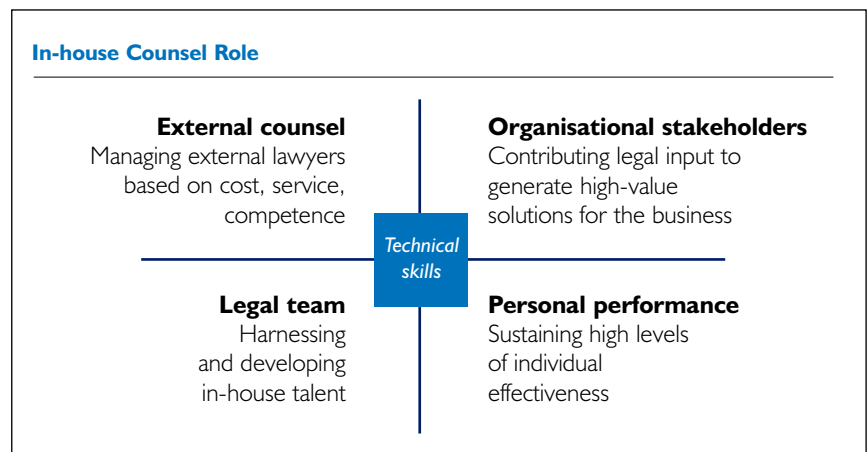 In-house Counsel Role
External counsel
Managing external lawyers
based on cost, service,
competence
Organisational stakeholders
Contributing legal input to
generate high-value
solutions for the business
Technical
skills
Legal team
Harnessing
and developing
in-house talent
Personal performance
Sustaining high levels
of individual
effectiveness